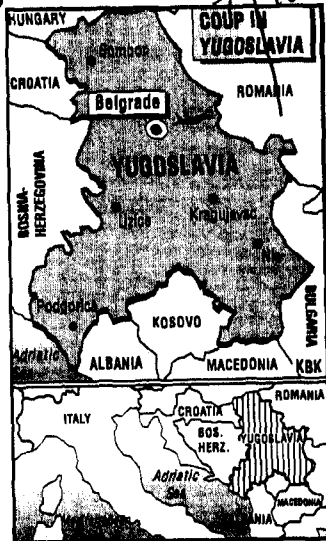 HUNGARY
COUP IN
YUGOSLAVIA
Sombor
CROATIA
ROMANIA
Belgrade
YUGOSLAVIA
BOSNIA-
HERZEGOVINA
Uzice
Kragujevac
Podgorica
KOSOVO
BULGARIA
Adriatic
ALBANIA
MACEDONIA
KBK
ITALY
CROATIA
ROMANIA
BOS.
HERZ.
YUGOSLAVIA
Adriatic
Sea
MACEDONIA